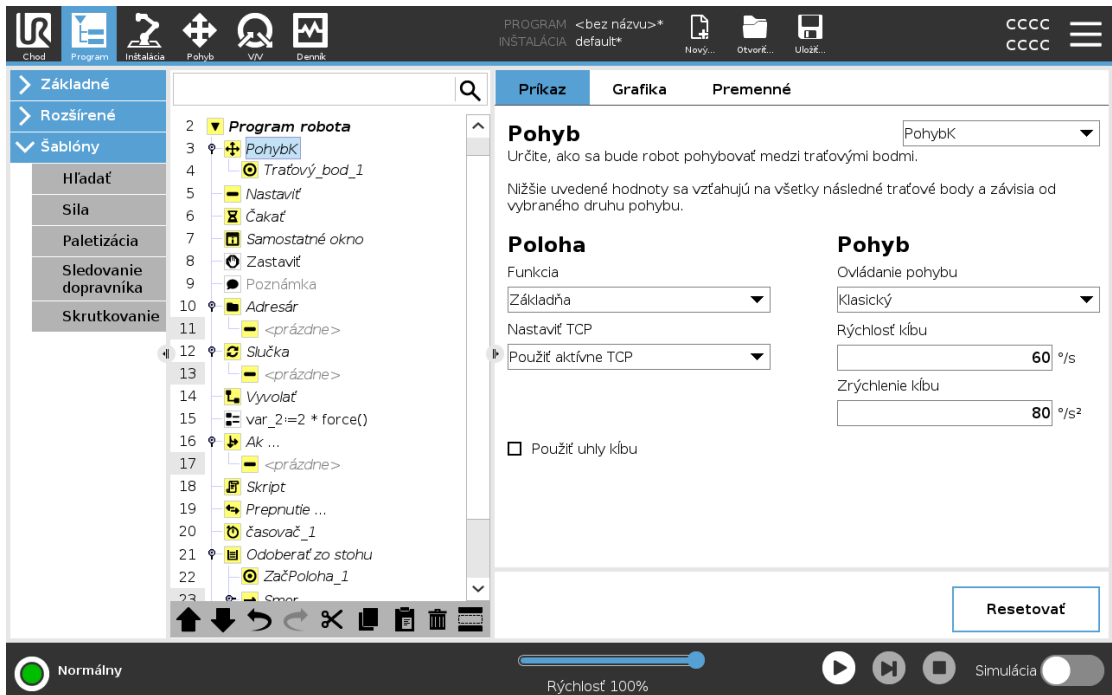 UR
Chod
Program
Inštalácia
Pohyb
V/V
Denník
PROGRAM <bez názvu>*
INŠTALÁCIA default*
Nový...
Otvoriť...
Uložiť...
CCCC
CCCC
Základné
Rozšírené
Šablóny
Hľadať
Sila
Paletizácia
Sledovanie
dopravníka
Skrutkovanie
2 Program robota
3 PohybK
4 Traťový_bod_1
5 Nastaviť
6 Čakať
7 Samostatné okno
8 Zastaviť
9 Poznámka
10 Adresár
11 <prázdne>
12 Slučka
13 <prázdne>
14 Vyvolať
15 var_2:=2 * force()
16 Ak ...
17 <prázdne>
18 Skript
19 Prepnutie ...
20 časovač_1
21 Odoberať zo stohu
22 ZačPoloha_1
23 Smer
Príkaz
Grafika
Premenné
Pohyb
PohybK
Určite, ako sa bude robot pohybovať medzi traťovými bodmi.
Nižšie uvedené hodnoty sa vzťahujú na všetky následné traťové body a závisia od
vybraného druhu pohybu.
Poloha
Funkcia
Základňa
Nastaviť TCP
Použiť aktívne TCP
Použiť uhly kĺbu
Pohyb
Ovládanie pohybu
Klasický
Rýchlosť kĺbu
60 °/s
Zrýchlenie kĺbu
80 °/s²
Resetovať
Normálny
Rýchlosť 100%
Simulácia